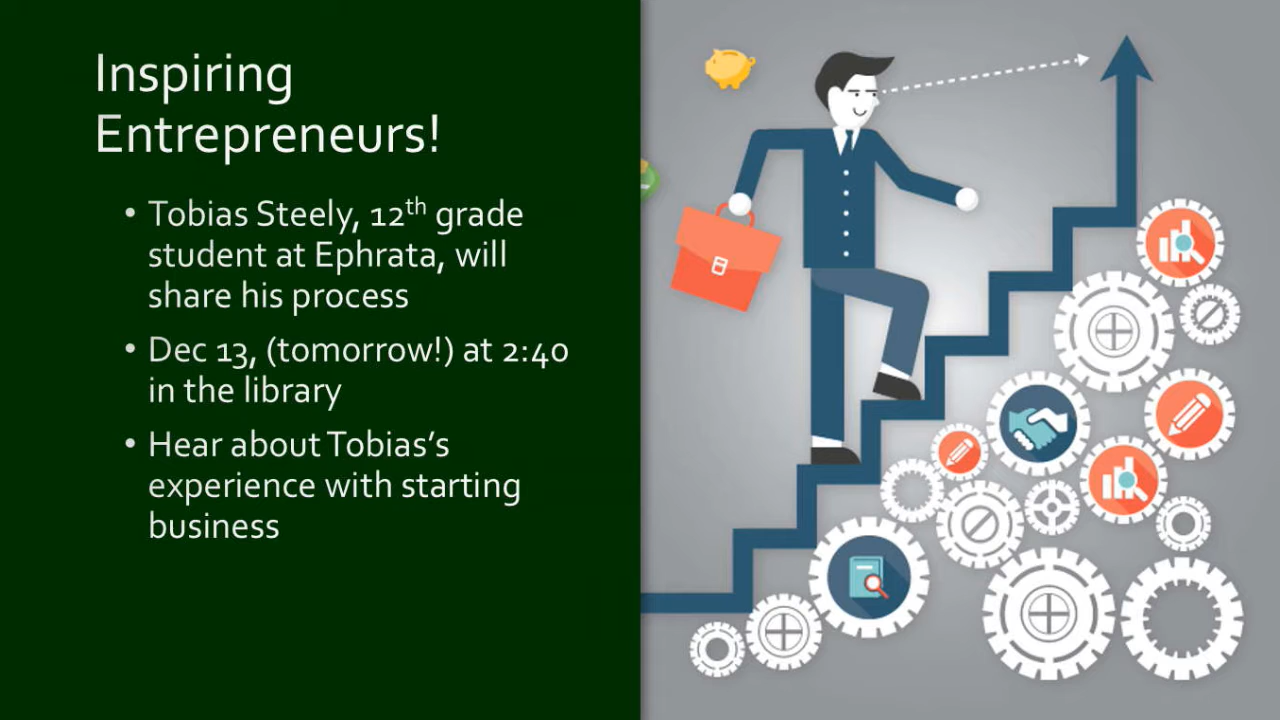 Inspiring
Entrepreneurs!
• Tobias Steely, 12th grade
student at Ephrata, will
share his process
• Dec 13, (tomorrow!) at 2:40
in the library
• Hear about Tobias’s
experience with starting
business